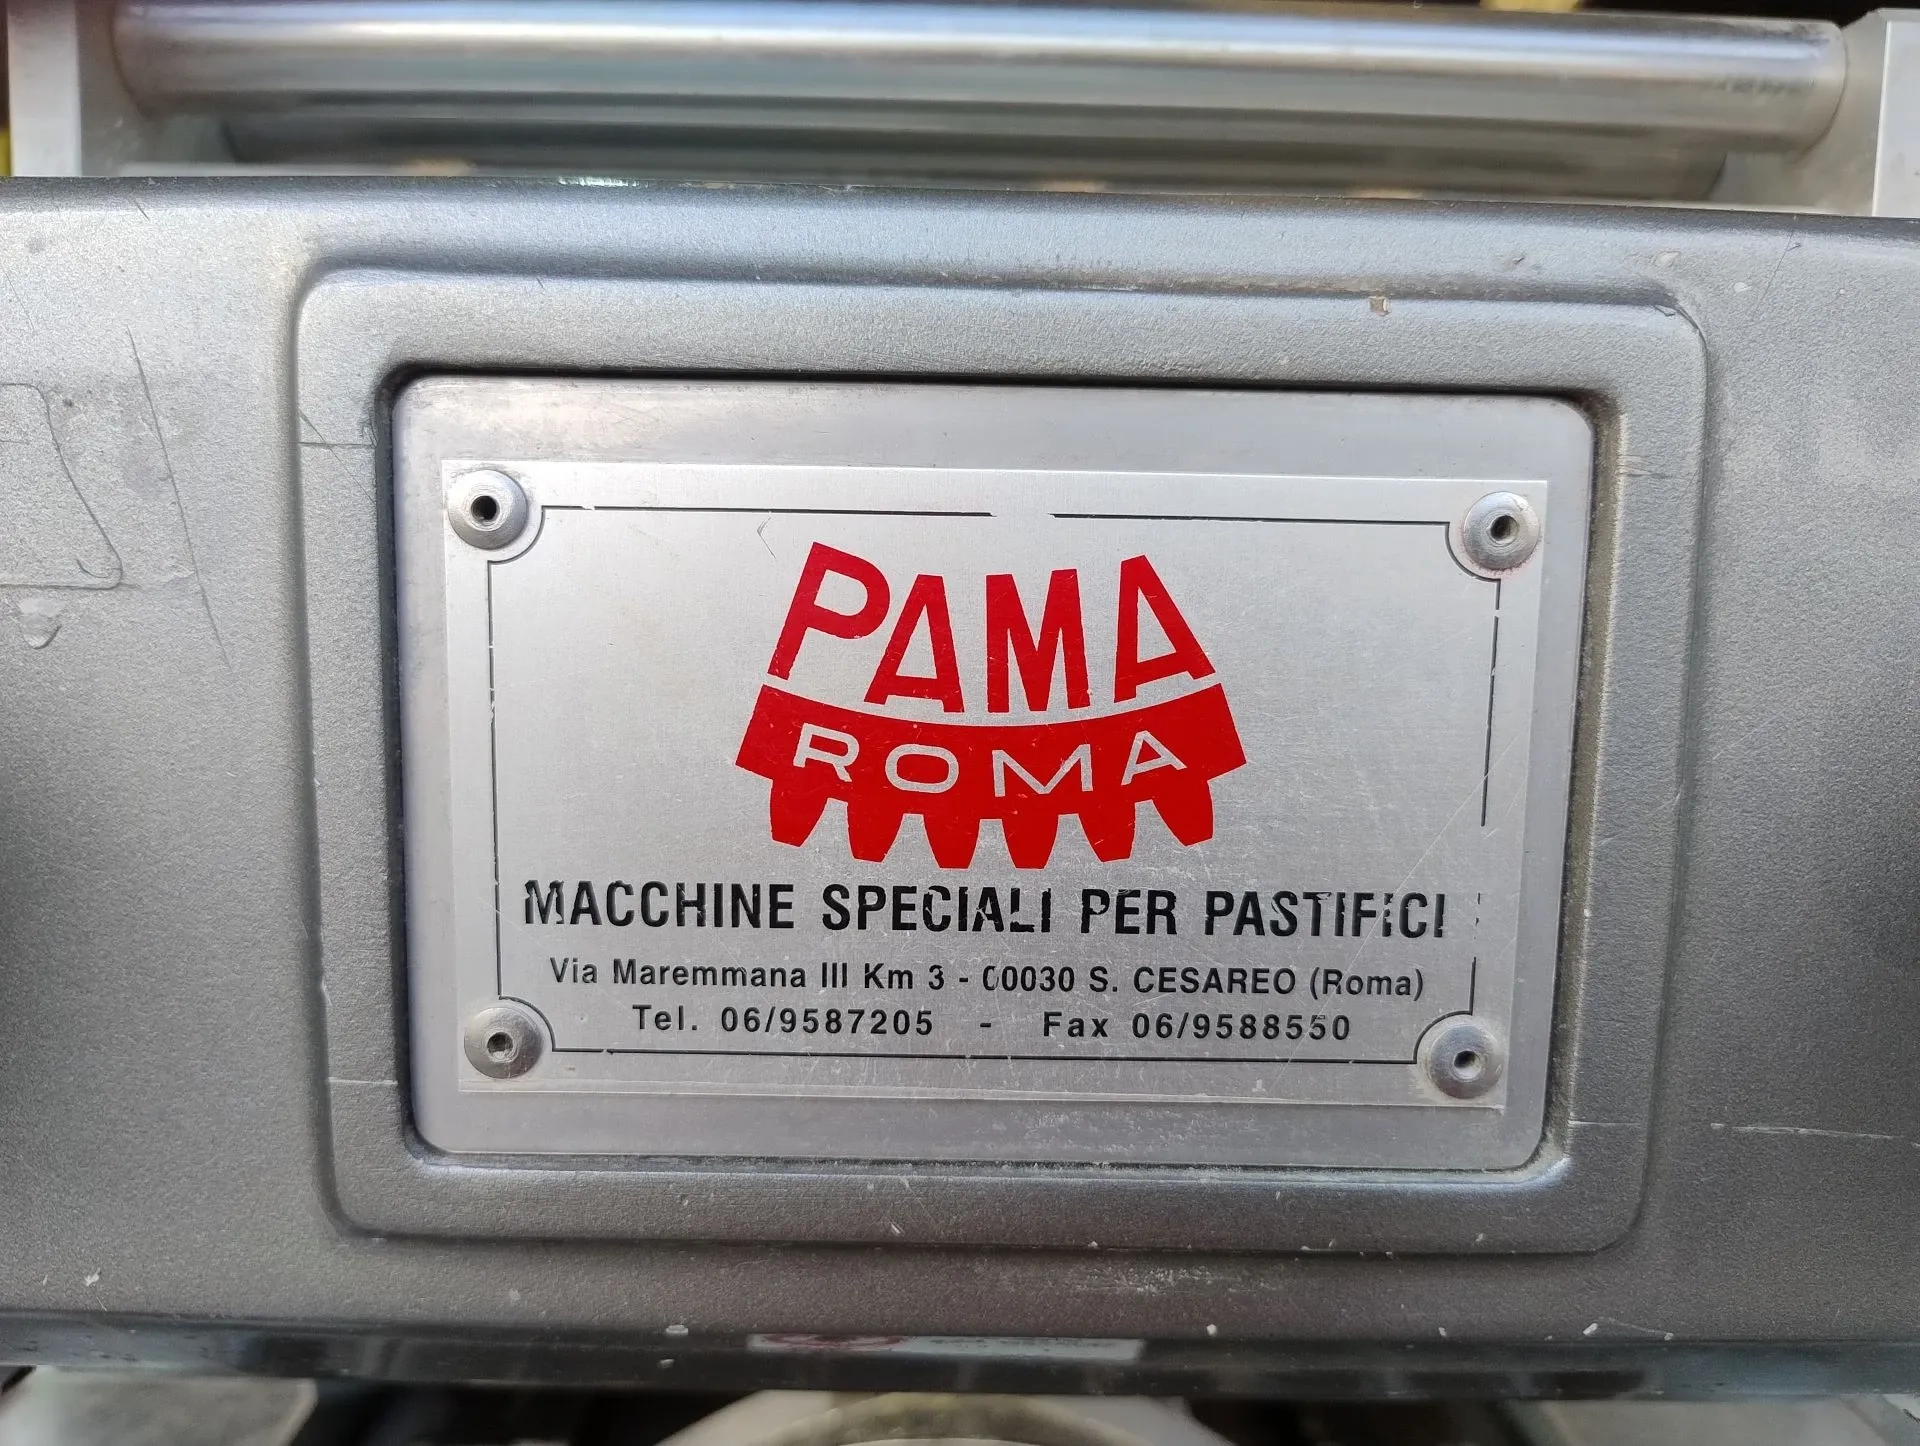 PAMA
ROMA
MACCHINE SPECIALI PER PASTIFICI
Via Maremmana III Km 3 - 00030 S. CESAREO (Roma)
Tel. 06/9587205 - Fax 06/9588550